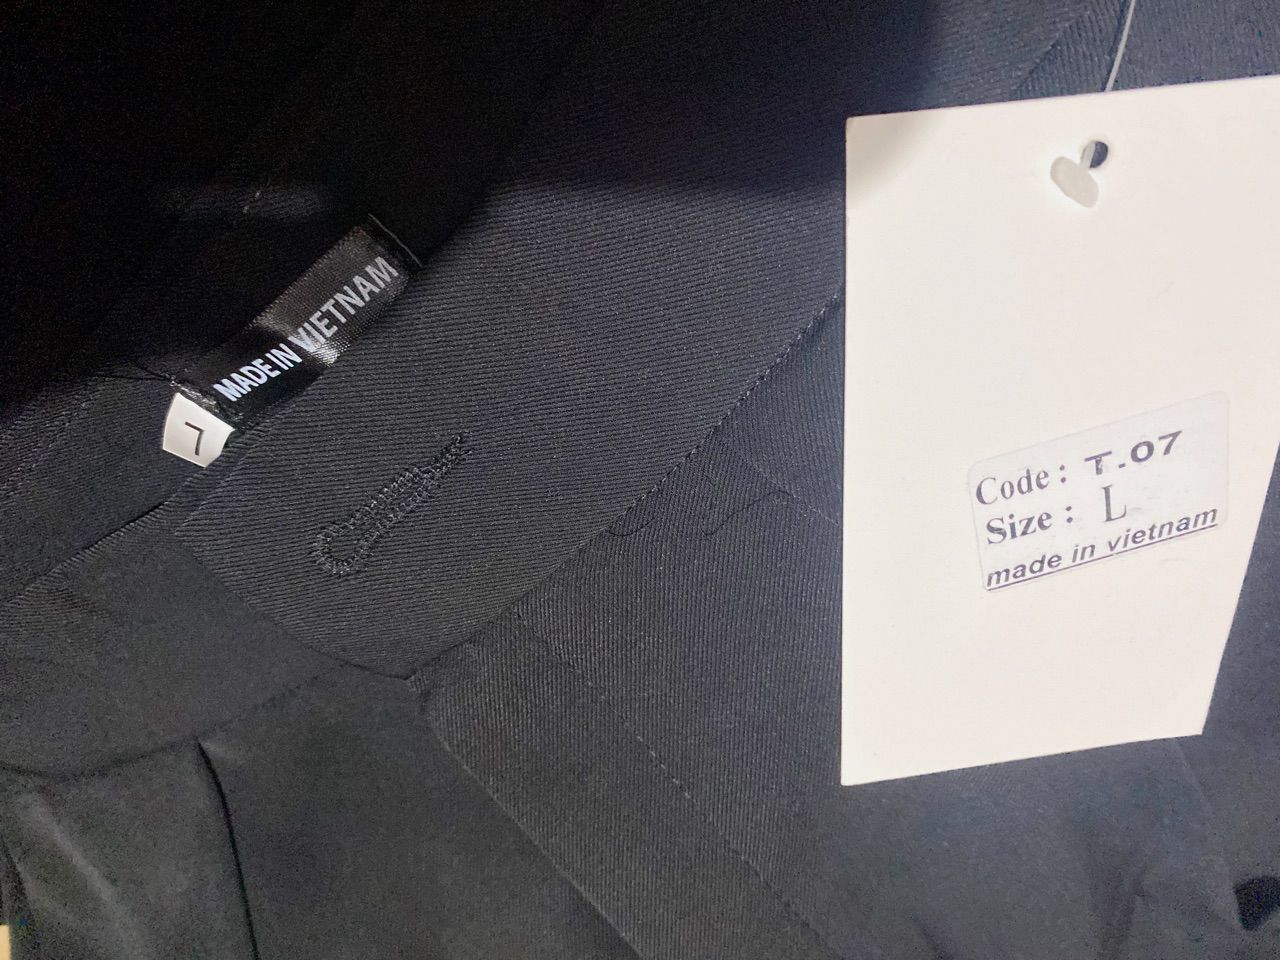 MADE IN VIETNAM
L
Code : T.07
Size : L
made in vietnam